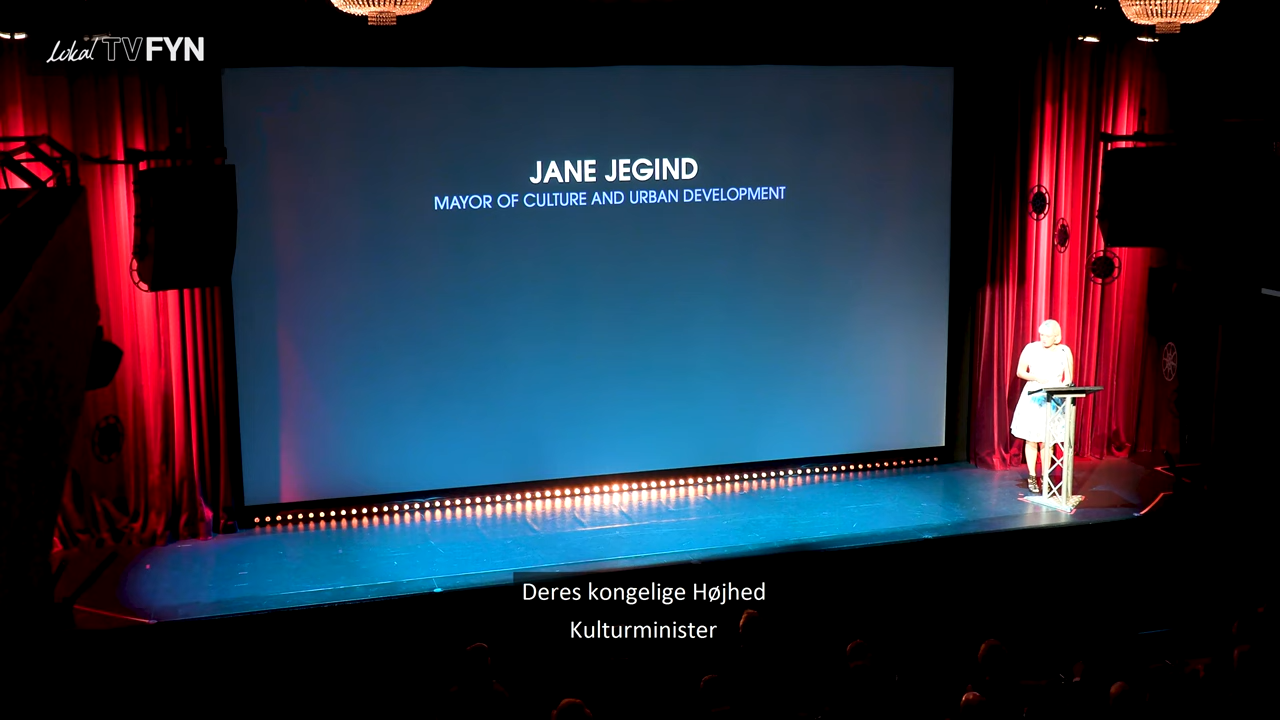 Lokal TV FYN
JANE JEGIND
MAYOR OF CULTURE AND URBAN DEVELOPMENT
Deres kongelige Højhed
Kulturminister